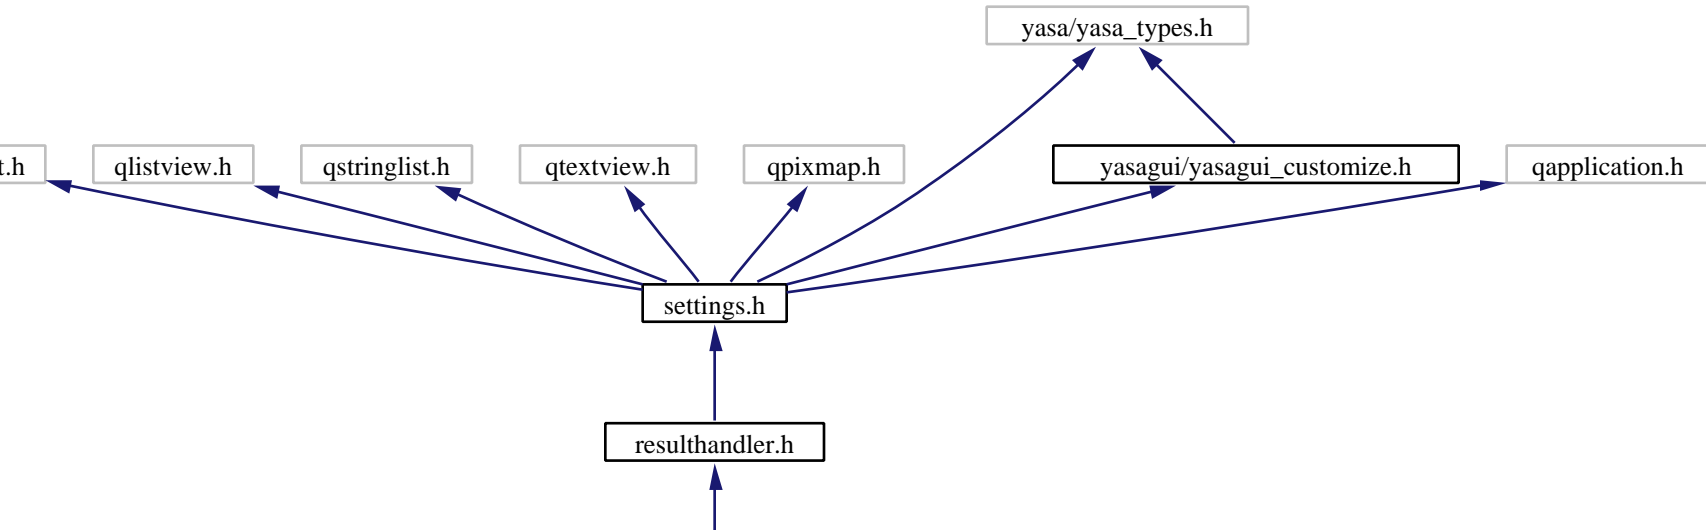 yasa/yasa_types.h
t.h
qlistview.h
qstringlist.h
qtextview.h
qpixmap.h
yasagui/yasagui_customize.h
qapplication.h
settings.h
resulthandler.h